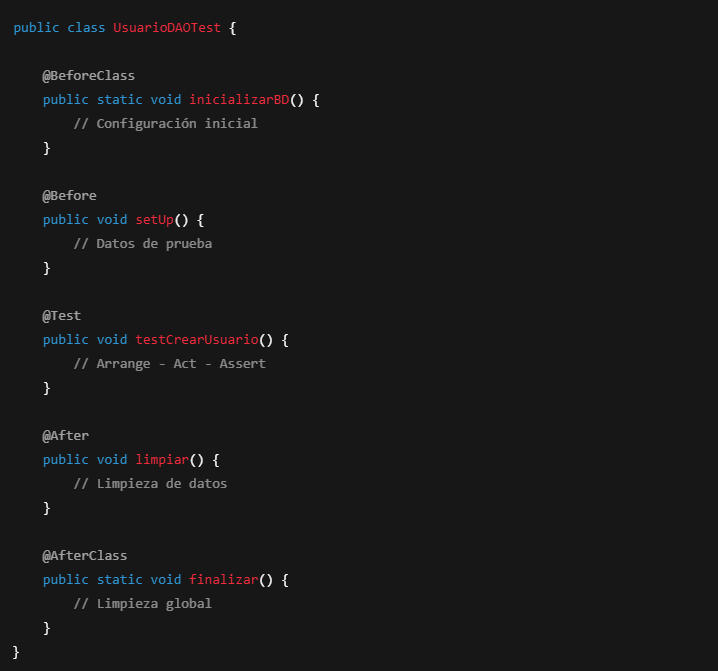 public class UsuarioDAOTest {
@BeforeClass
public static void inicializarBD() {
// Configuración inicial
}
@Before
public void setUp() {
// Datos de prueba
}
@Test
public void testCrearUsuario() {
// Arrange - Act - Assert
}
@After
public void limpiar() {
// Limpieza de datos
}
@AfterClass
public static void finalizar() {
// Limpieza global
}
}